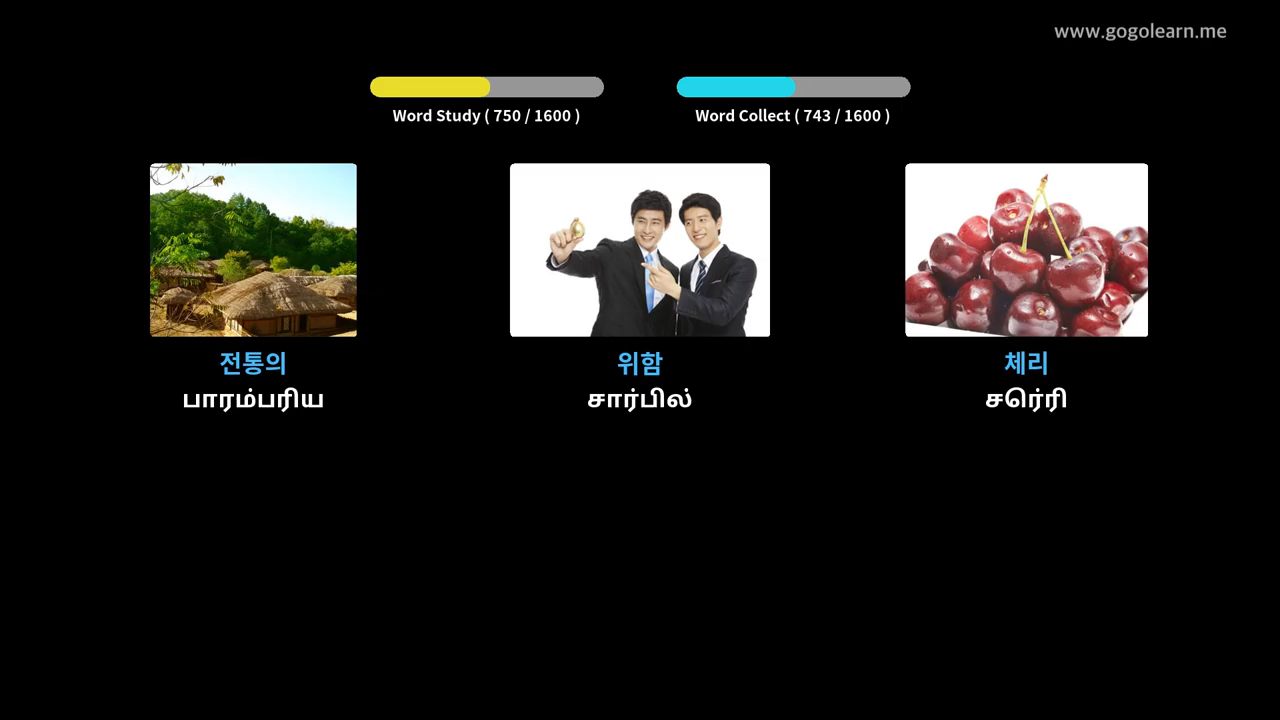 www.gogolearn.me
Word Study ( 750 / 1600 )
Word Collect ( 743 / 1600 )
전통의
위함
체리
பாரம்பரிய
சார்பில்
சேர்ரி